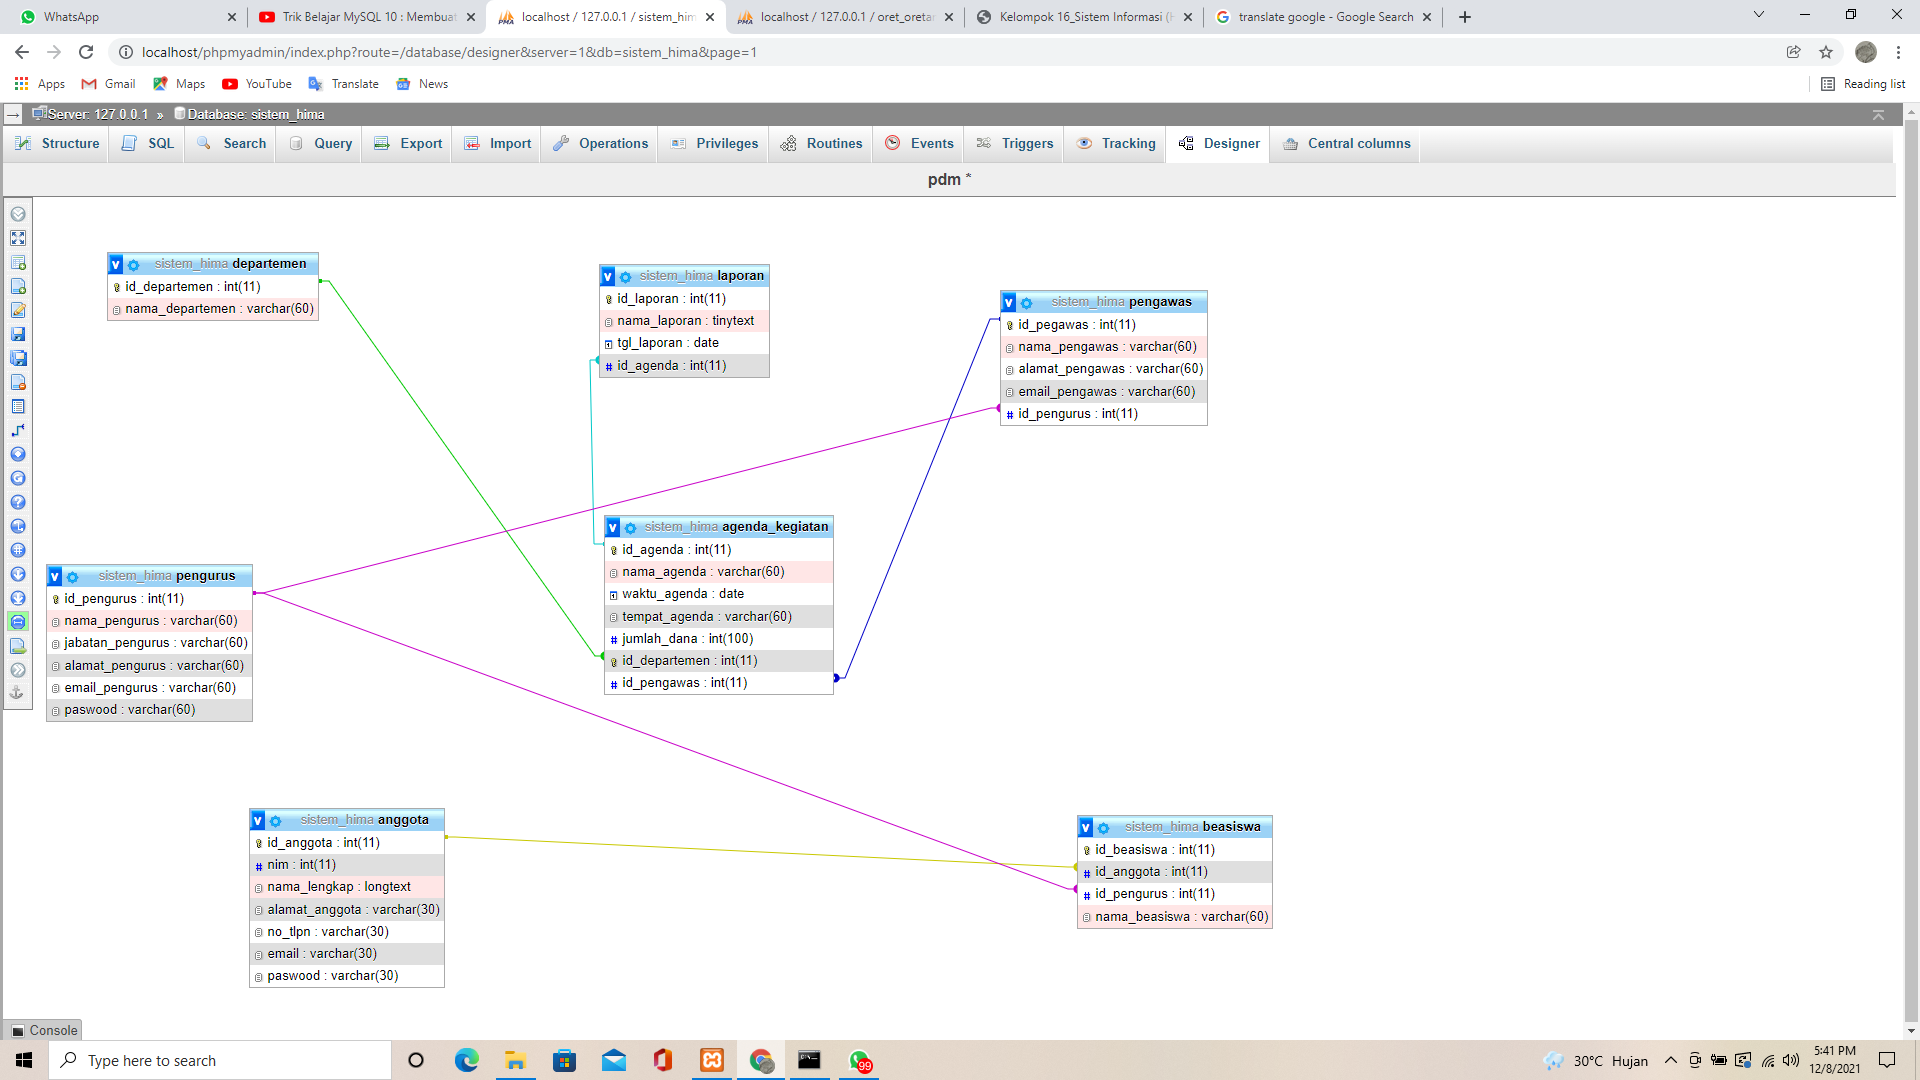 WhatsApp
Trik Belajar MySQL 10 : Membuat
localhost / 127.0.0.1 / sistem_him
localhost / 127.0.0.1 / oret_oretan
Kelompok 16_Sistem Informasi (P
translate google - Google Search
localhost/phpmyadmin/index.php?route=/database/designer&server=1&db=sistem_hima&page=1
Apps Gmail Maps YouTube Translate News Reading list
Server: 127.0.0.1 » Database: sistem_hima
Structure SQL Search Query Export Import Operations Privileges Routines Events Triggers Tracking Designer Central columns
pdm *
sistem_hima departemen
id_departemen : int(11)
nama_departemen : varchar(60)
sistem_hima laporan
id_laporan : int(11)
nama_laporan : tinytext
tgl_laporan : date
id_agenda : int(11)
sistem_hima pengawas
id_pegawas : int(11)
nama_pengawas : varchar(60)
alamat_pengawas : varchar(60)
email_pengawas : varchar(60)
id_pengurus : int(11)
sistem_hima agenda_kegiatan
id_agenda : int(11)
nama_agenda : varchar(60)
waktu_agenda : date
tempat_agenda : varchar(60)
jumlah_dana : int(100)
id_departemen : int(11)
id_pengawas : int(11)
sistem_hima pengurus
id_pengurus : int(11)
nama_pengurus : varchar(60)
jabatan_pengurus : varchar(60)
alamat_pengurus : varchar(60)
email_pengurus : varchar(60)
paswood : varchar(60)
sistem_hima anggota
id_anggota : int(11)
nim : int(11)
nama_lengkap : longtext
alamat_anggota : varchar(30)
no_tlpn : varchar(30)
email : varchar(30)
paswood : varchar(30)
sistem_hima beasiswa
id_beasiswa : int(11)
id_anggota : int(11)
id_pengurus : int(11)
nama_beasiswa : varchar(60)
Console
Type here to search
99
30°C Hujan
5:41 PM
12/8/2021